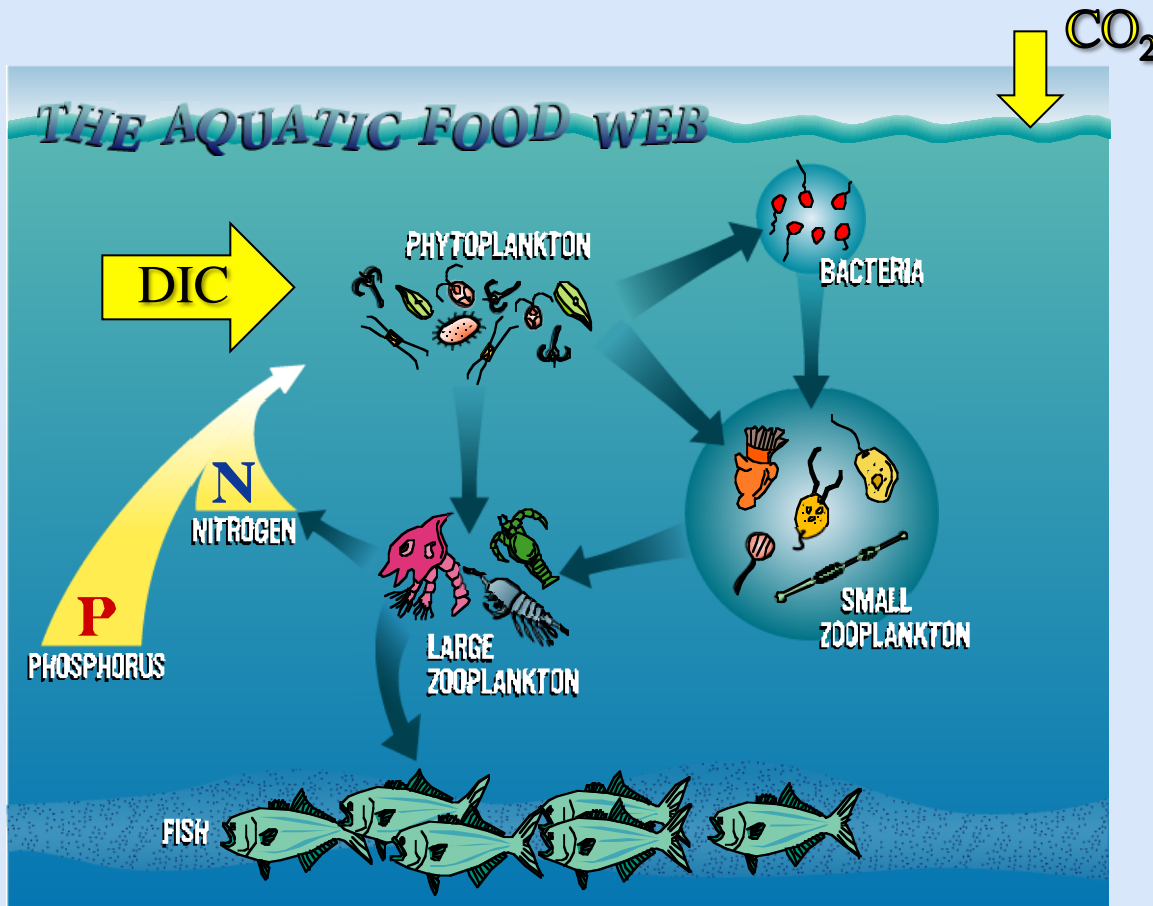 CO₂
THE AQUATIC FOOD WEB
PHYTOPLANKTON
BACTERIA
DIC
N
NITROGEN
P
PHOSPHORUS
SMALL
ZOOPLANKTON
LARGE
ZOOPLANKTON
FISH